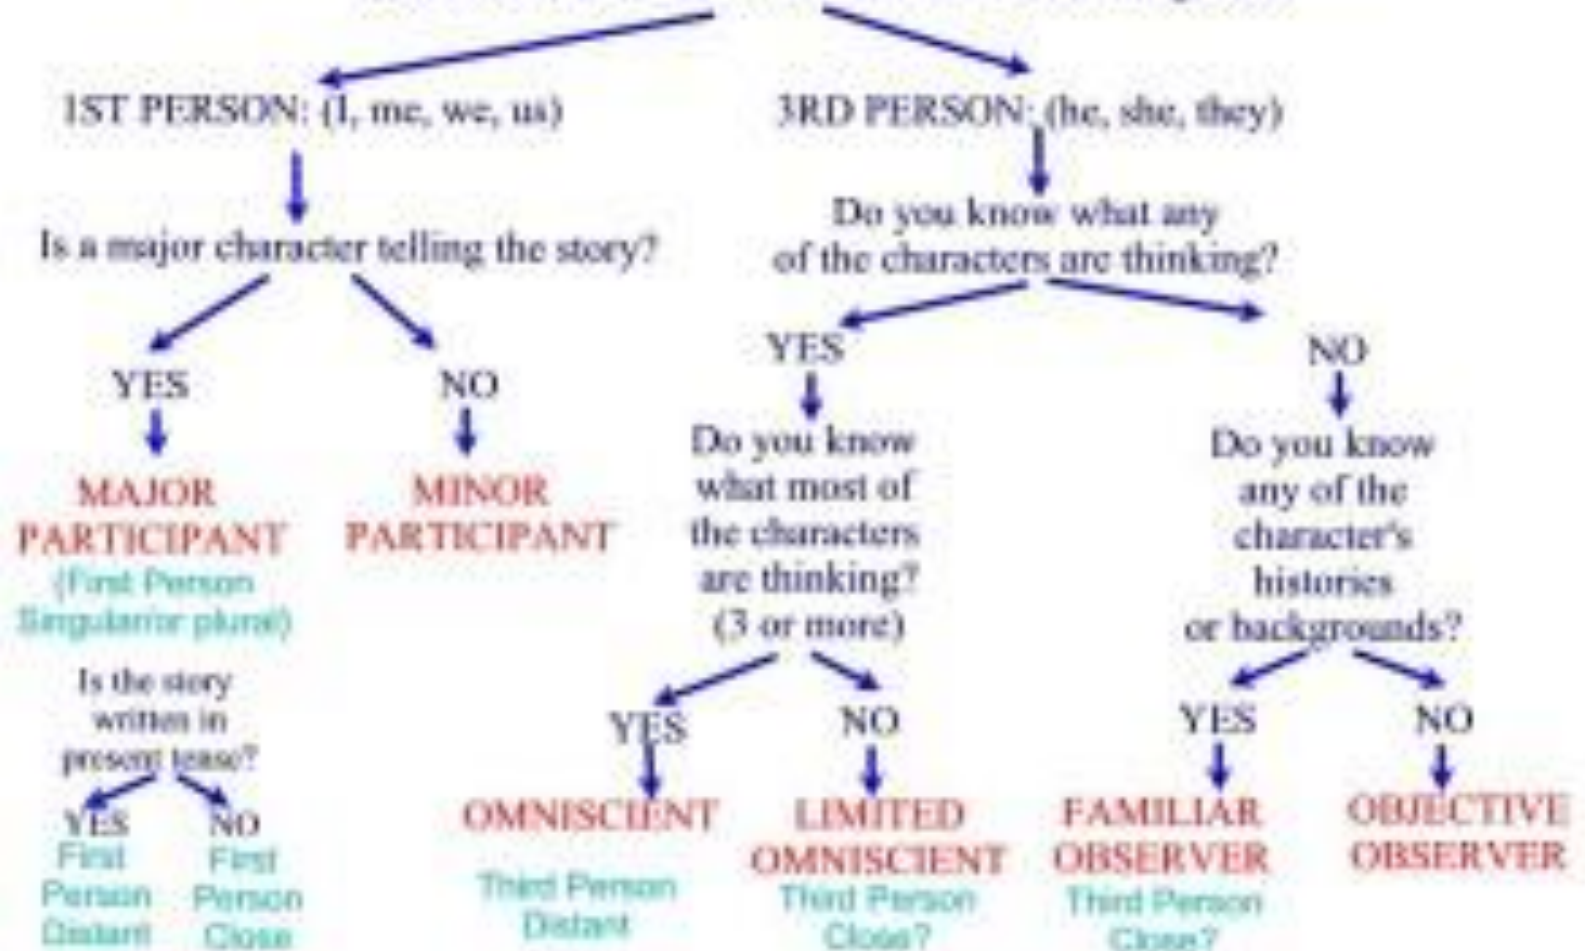 1ST PERSON: (I, me, we, us)
Is a major character telling the story?
YES
NO
MAJOR
PARTICIPANT
(First Person
Singular/or plural)
MINOR
PARTICIPANT
Is the story
written in
present tense?
YES
First
Person
Distant
NO
First
Person
Close
3RD PERSON: (he, she, they)
Do you know what any
of the characters are thinking?
YES
Do you know
what most of
the characters
are thinking?
(3 or more)
YES
OMNISCIENT
Third Person
Distant
NO
LIMITED
OMNISCIENT
Third Person
Close?
NO
Do you know
any of the
character's
histories
or backgrounds?
YES
FAMILIAR
OBSERVER
Third Person
Close?
NO
OBJECTIVE
OBSERVER